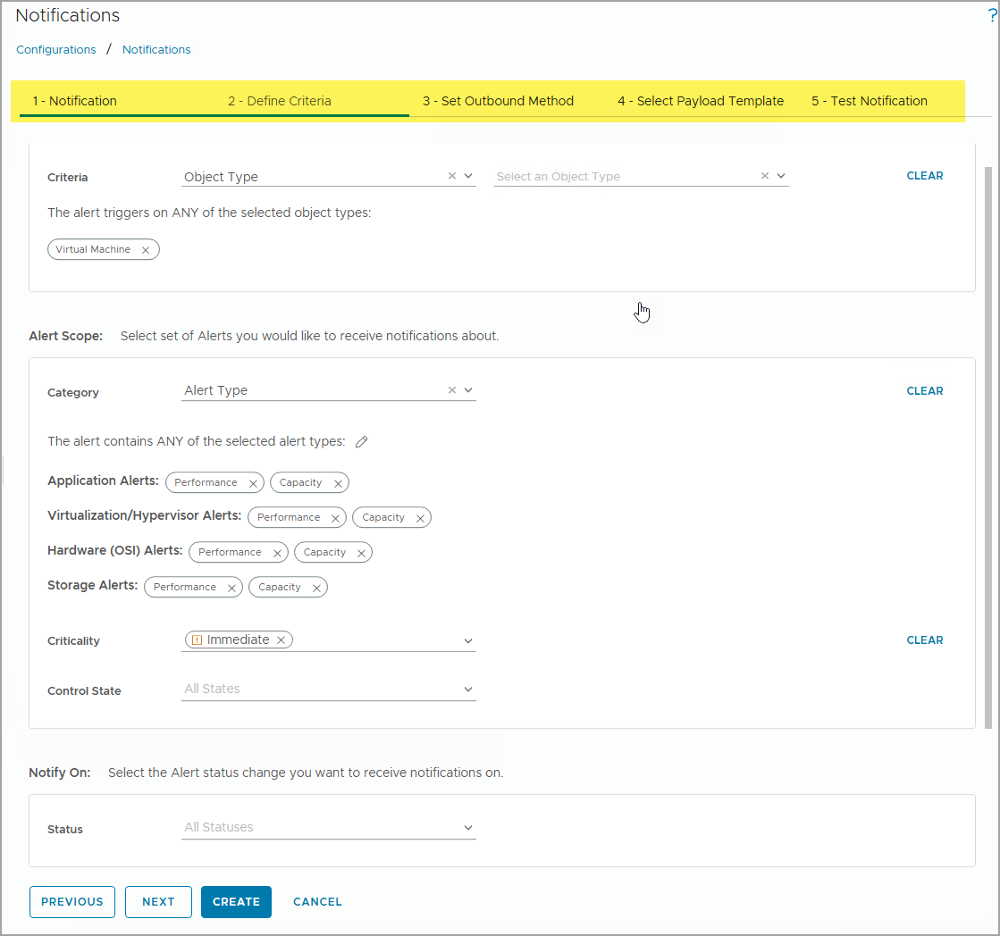 Notifications ?
Configurations / Notifications
1 - Notification 2 - Define Criteria 3 - Set Outbound Method 4 - Select Payload Template 5 - Test Notification
Criteria Object Type Select an Object Type CLEAR
The alert triggers on ANY of the selected object types:
Virtual Machine
Alert Scope: Select set of Alerts you would like to receive notifications about.
Category Alert Type CLEAR
The alert contains ANY of the selected alert types:
Application Alerts: Performance Capacity
Virtualization/Hypervisor Alerts: Performance Capacity
Hardware (OSI) Alerts: Performance Capacity
Storage Alerts: Performance Capacity
Criticality Immediate CLEAR
Control State All States
Notify On: Select the Alert status change you want to receive notifications on.
Status All Statuses
PREVIOUS NEXT CREATE CANCEL